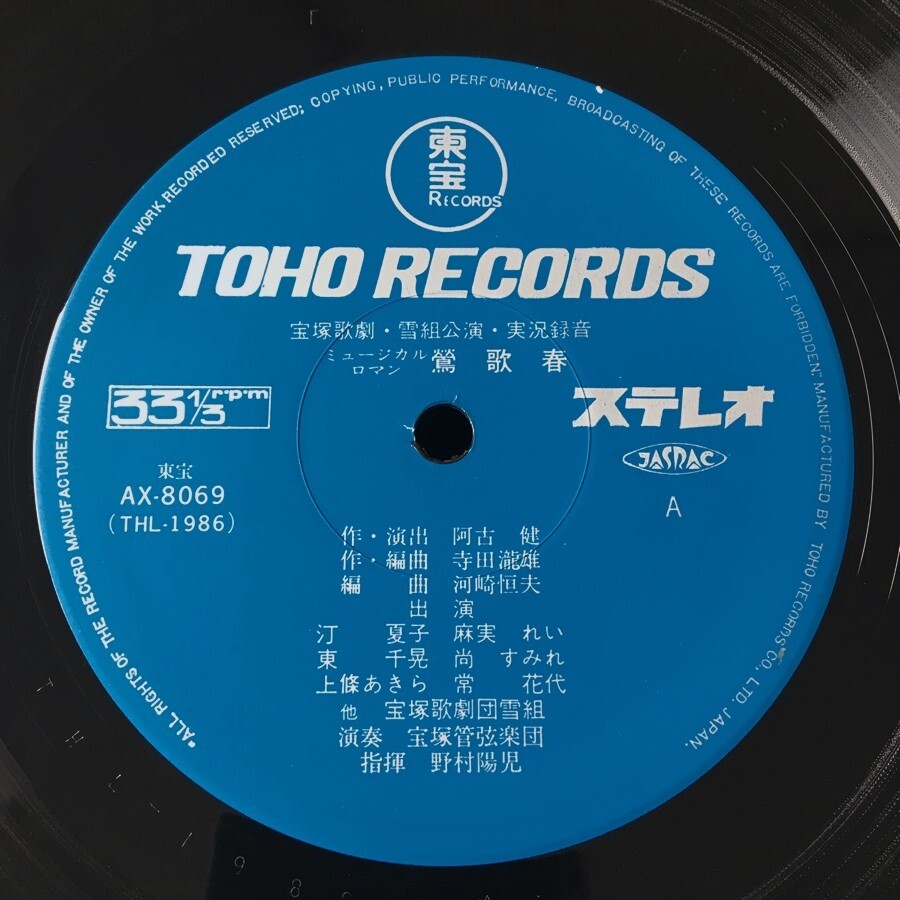 *ALL RIGHTS OF THE RECORD MANUFACTURER AND OF THE OWNER OF THE WORK RECORDED RESERVED; COPYING, PUBLIC PERFORMANCE, BROADCASTING OF THESE RECORDS ARE FORBIDDEN." MANUFACTURED BY TOHO RECORDS CO., LTD. JAPAN.
東宝
RECORDS
TOHO RECORDS
宝塚歌劇・雪組公演・実況録音
ミュージカルロマン 鶯歌春
33 1/3 r·p·m
ステレオ
JASRAC
東宝
AX-8069
(THL-1986)
A
作・演出 阿古 健
作・編曲 寺田瀧雄
編 曲 河崎恒夫
出 演
汀 夏子 麻実 れい
東 千晃 尚 すみれ
上條あきら 常 花代
他 宝塚歌劇団雪組
演奏 宝塚管弦楽団
指揮 野村陽児